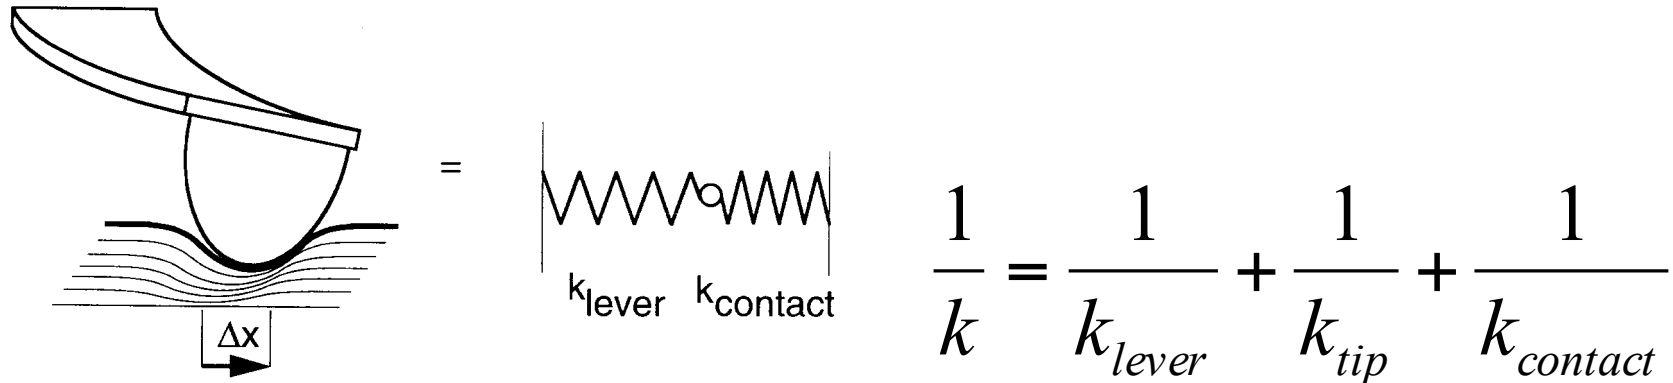 =
k_lever k_contact
Δx
1/k = 1/k_lever + 1/k_tip + 1/k_contact